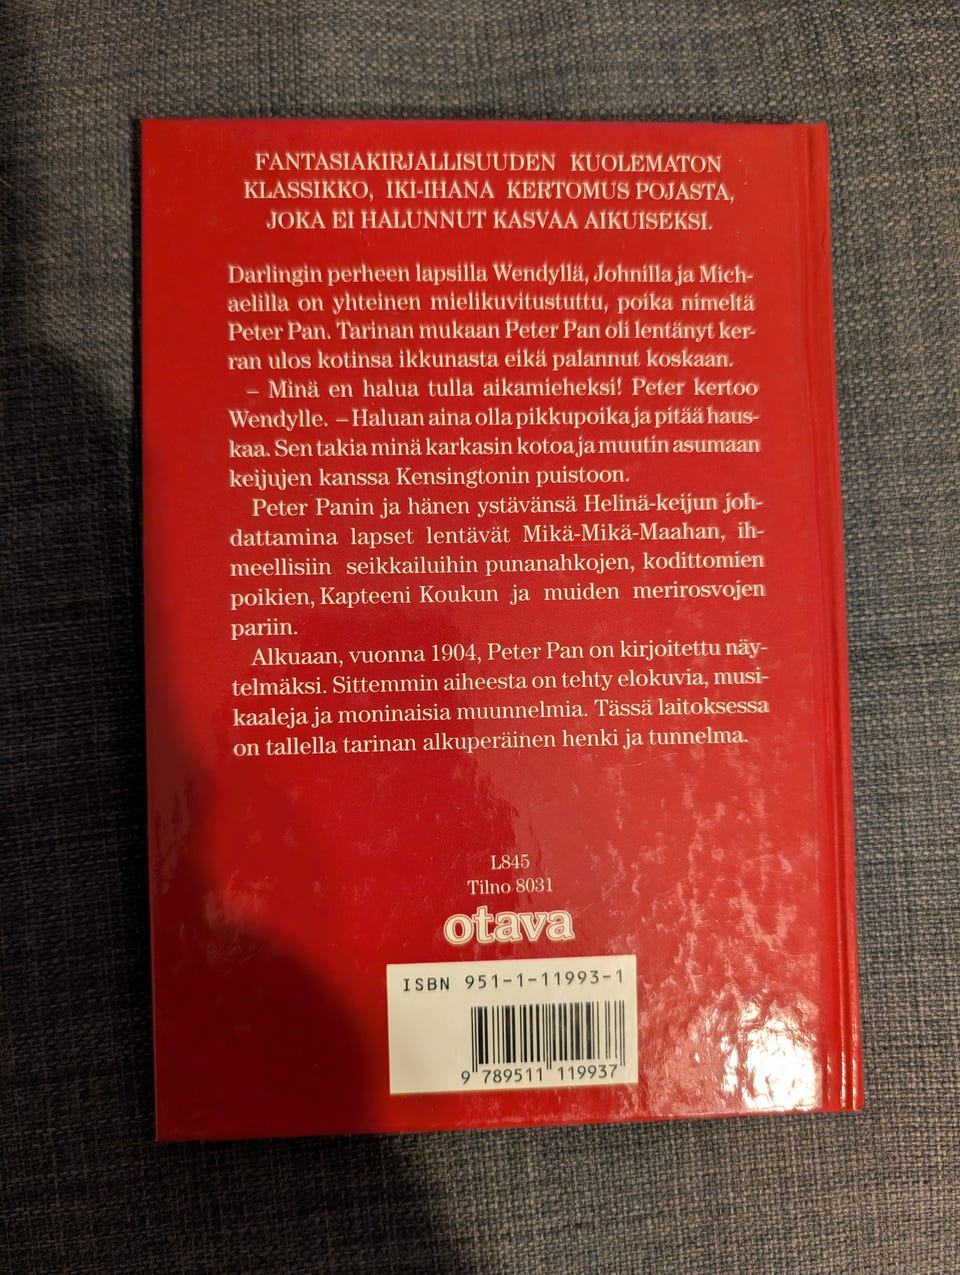 FANTASIAKIRJALLISUUDEN KUOLEMATON
KLASSIKKO, IKI-IHANA KERTOMUS POJASTA,
JOKA EI HALUNNUT KASVAA AIKUISEKSI.
Darlingin perheen lapsilla Wendyllä, Johnilla ja Mich-
aelilla on yhteinen mielikuvitustuttu, poika nimeltä
Peter Pan. Tarinan mukaan Peter Pan oli lentänyt ker-
ran ulos kotinsa ikkunasta eikä palannut koskaan.
– Minä en halua tulla aikamieheksi! Peter kertoo
Wendylle. – Haluan aina olla pikkupoika ja pitää haus-
kaa. Sen takia minä karkasin kotoa ja muutin asumaan
keijujen kanssa Kensingtonin puistoon.
Peter Panin ja hänen ystävänsä Helinä-keijun joh-
dattamina lapset lentävät Mikä-Mikä-Maahan, ih-
meellisiin seikkailuihin punanahkojen, kodittomien
poikien, Kapteeni Koukun ja muiden merirosvojen
pariin.
Alkuaan, vuonna 1904, Peter Pan on kirjoitettu näy-
telmäksi. Sittemmin aiheesta on tehty elokuvia, musi-
kaaleja ja moninaisia muunnelmia. Tässä laitoksessa
on tallella tarinan alkuperäinen henki ja tunnelma.
L845
Tilno 8031
otava
ISBN 951-1-11993-1
9 789511 119937